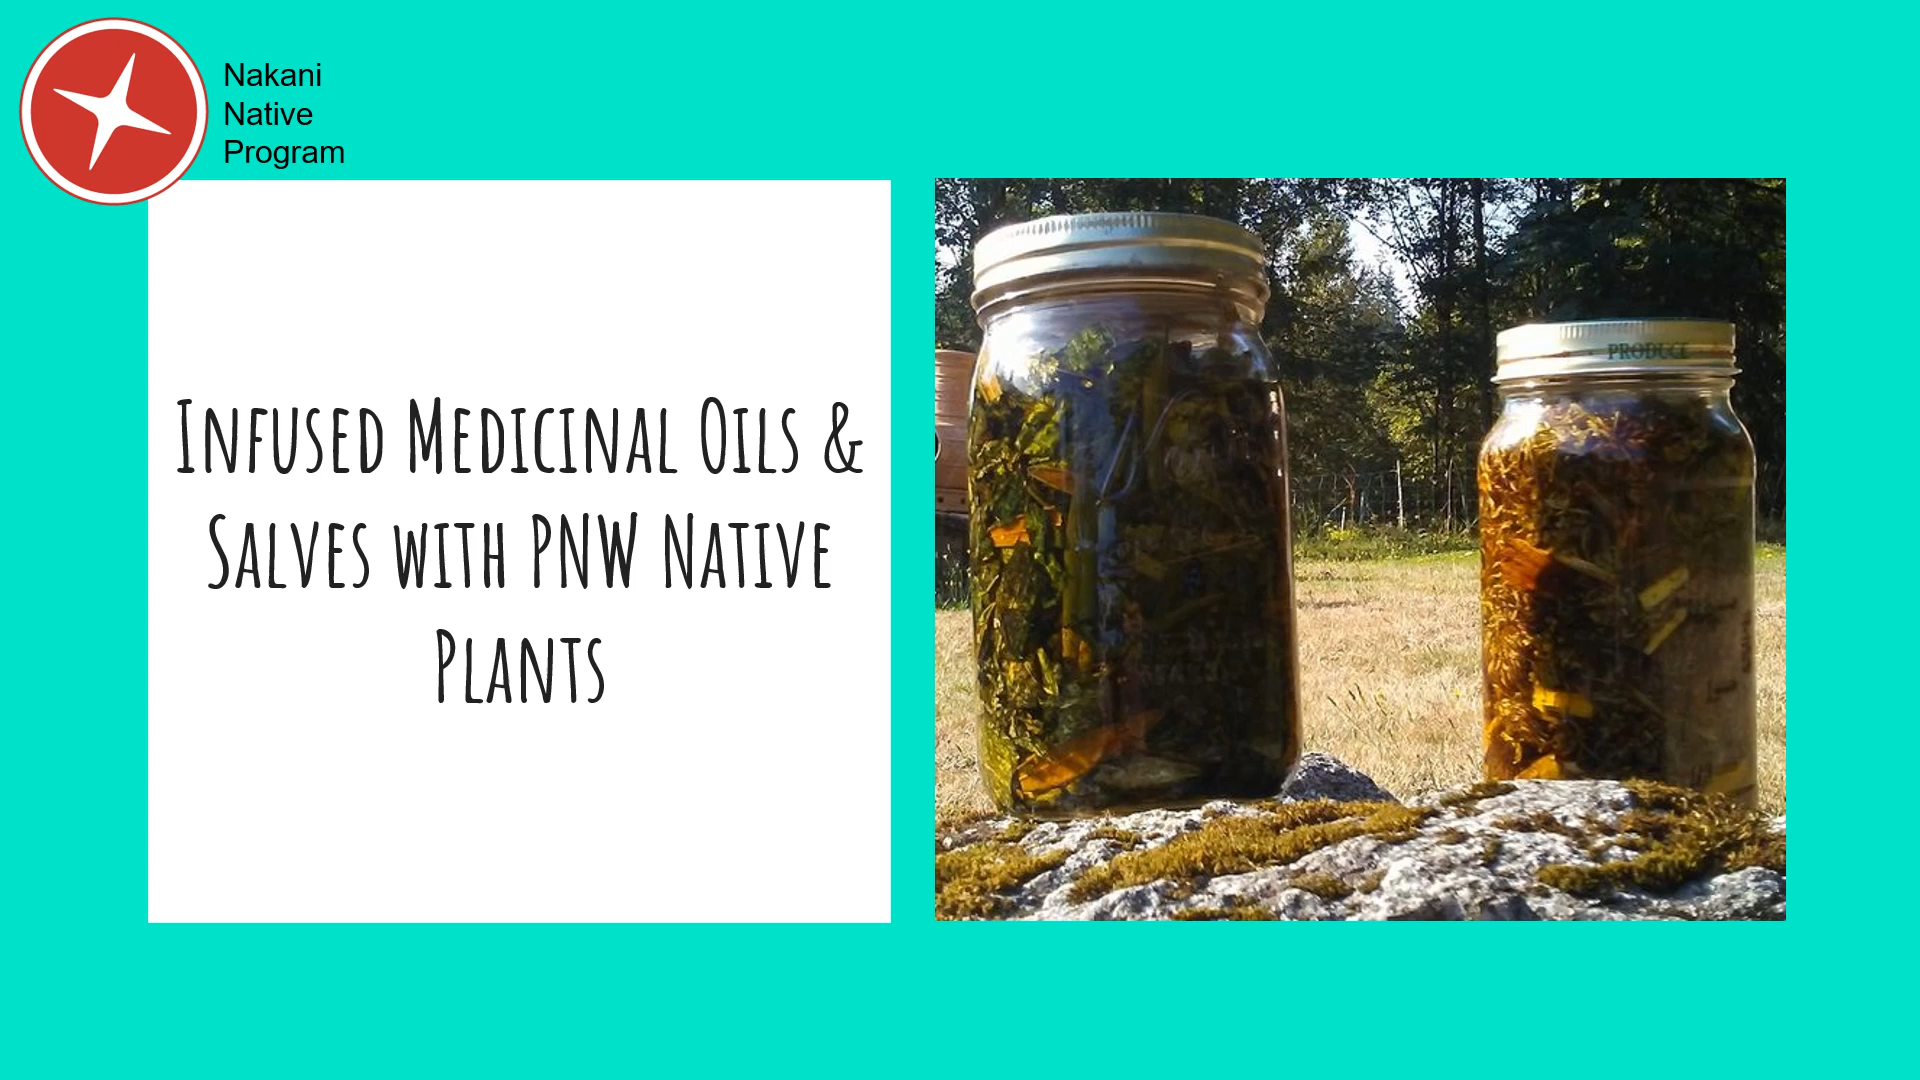 Nakani
Native
Program
Infused Medicinal Oils &
Salves with PNW Native
Plants
PRODUCE